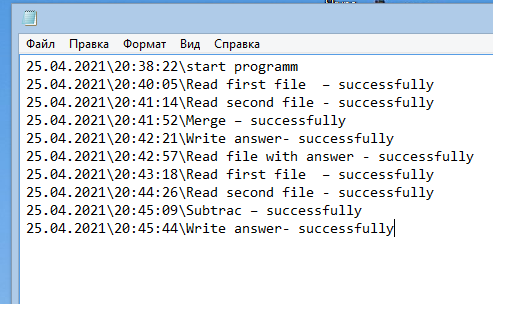 Файл Правка Формат Вид Справка
25.04.2021\20:38:22\start programm
25.04.2021\20:40:05\Read first file  – successfully
25.04.2021\20:41:14\Read second file - successfully
25.04.2021\20:41:52\Merge – successfully
25.04.2021\20:42:21\Write answer- successfully
25.04.2021\20:42:57\Read file with answer - successfully
25.04.2021\20:43:18\Read first file  – successfully
25.04.2021\20:44:26\Read second file - successfully
25.04.2021\20:45:09\Subtrac – successfully
25.04.2021\20:45:44\Write answer- successfully